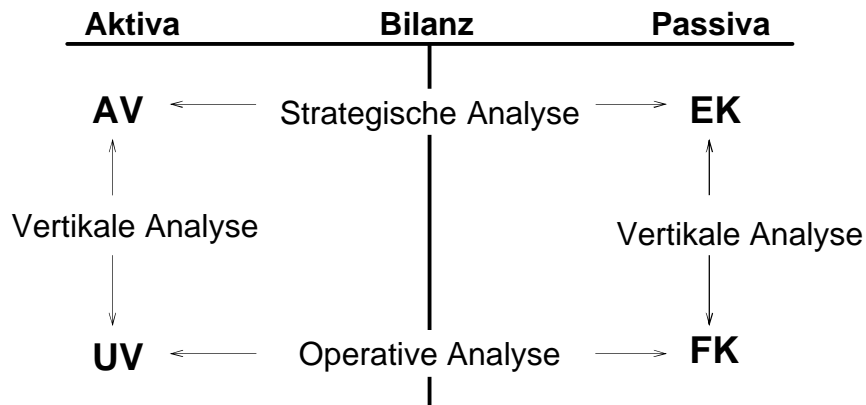 Aktiva Bilanz Passiva
AV Strategische Analyse EK
Vertikale Analyse Vertikale Analyse
UV Operative Analyse FK